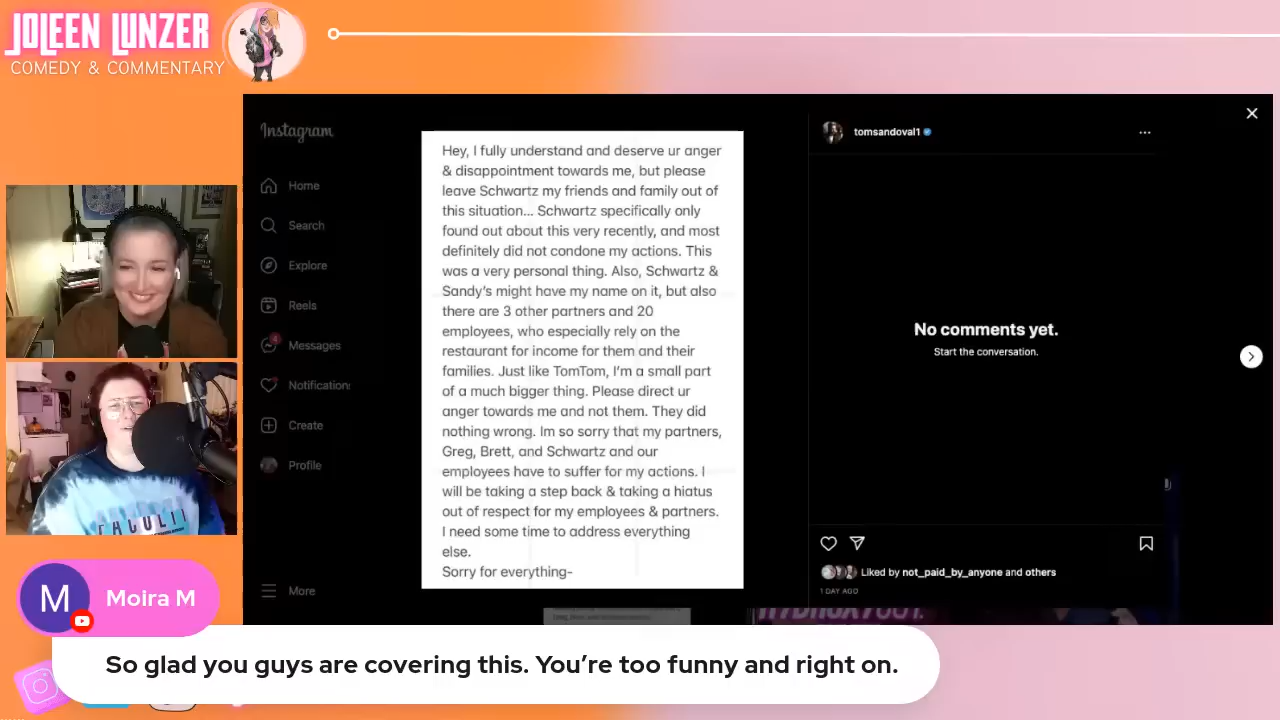 JOLEEN LUNZER
COMEDY & COMMENTARY
Instagram
Home
Search
Explore
Reels
4
Messages
Notifications
Create
Profile
More
Hey, I fully understand and deserve ur anger
& disappointment towards me, but please
leave Schwartz my friends and family out of
this situation... Schwartz specifically only
found out about this very recently, and most
definitely did not condone my actions. This
was a very personal thing. Also, Schwartz &
Sandy's might have my name on it, but also
there are 3 other partners and 20
employees, who especially rely on the
restaurant for income for them and their
families. Just like TomTom, I'm a small part
of a much bigger thing. Please direct ur
anger towards me and not them. They did
nothing wrong. Im so sorry that my partners,
Greg, Brett, and Schwartz and our
employees have to suffer for my actions. I
will be taking a step back & taking a hiatus
out of respect for my employees & partners.
I need some time to address everything
else.
Sorry for everything-
tomsandoval1
No comments yet.
Start the conversation.
Liked by not_paid_by_anyone and others
1 DAY AGO
M
Moira M
So glad you guys are covering this. You're too funny and right on.